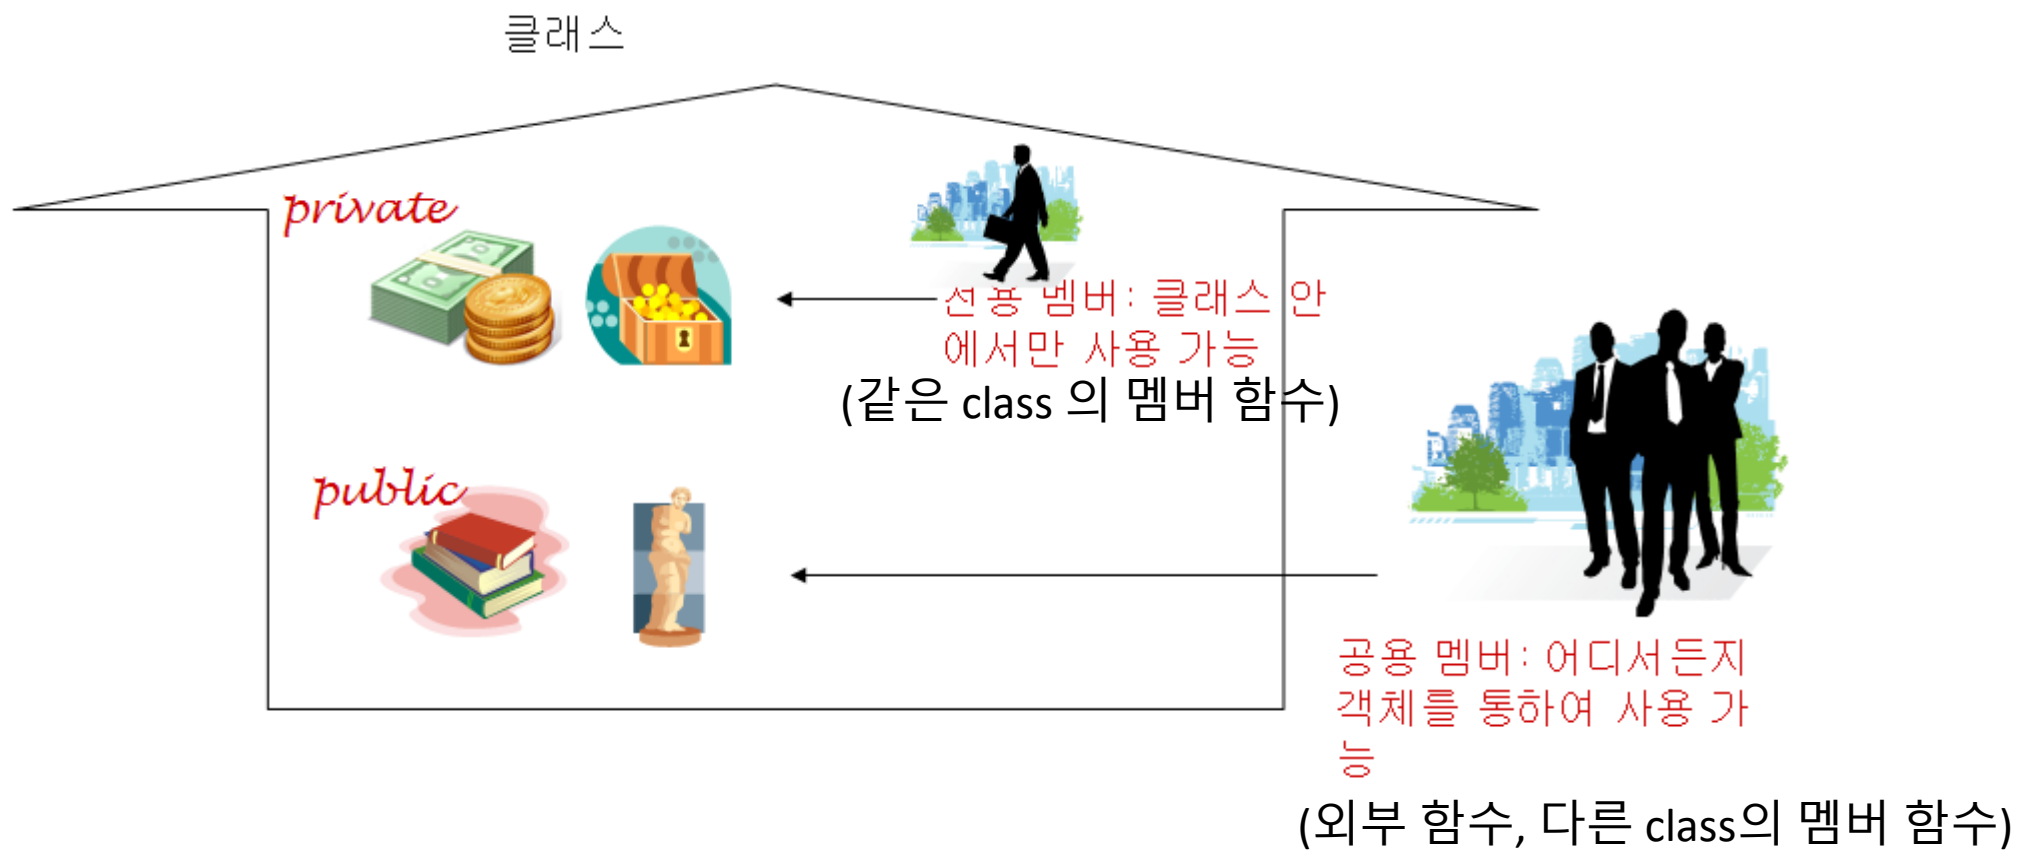 클래스
private
전용 멤버: 클래스 안
에서만 사용 가능
(같은 class 의 멤버 함수)
public
공용 멤버: 어디서든지
객체를 통하여 사용 가
능
(외부 함수, 다른 class의 멤버 함수)